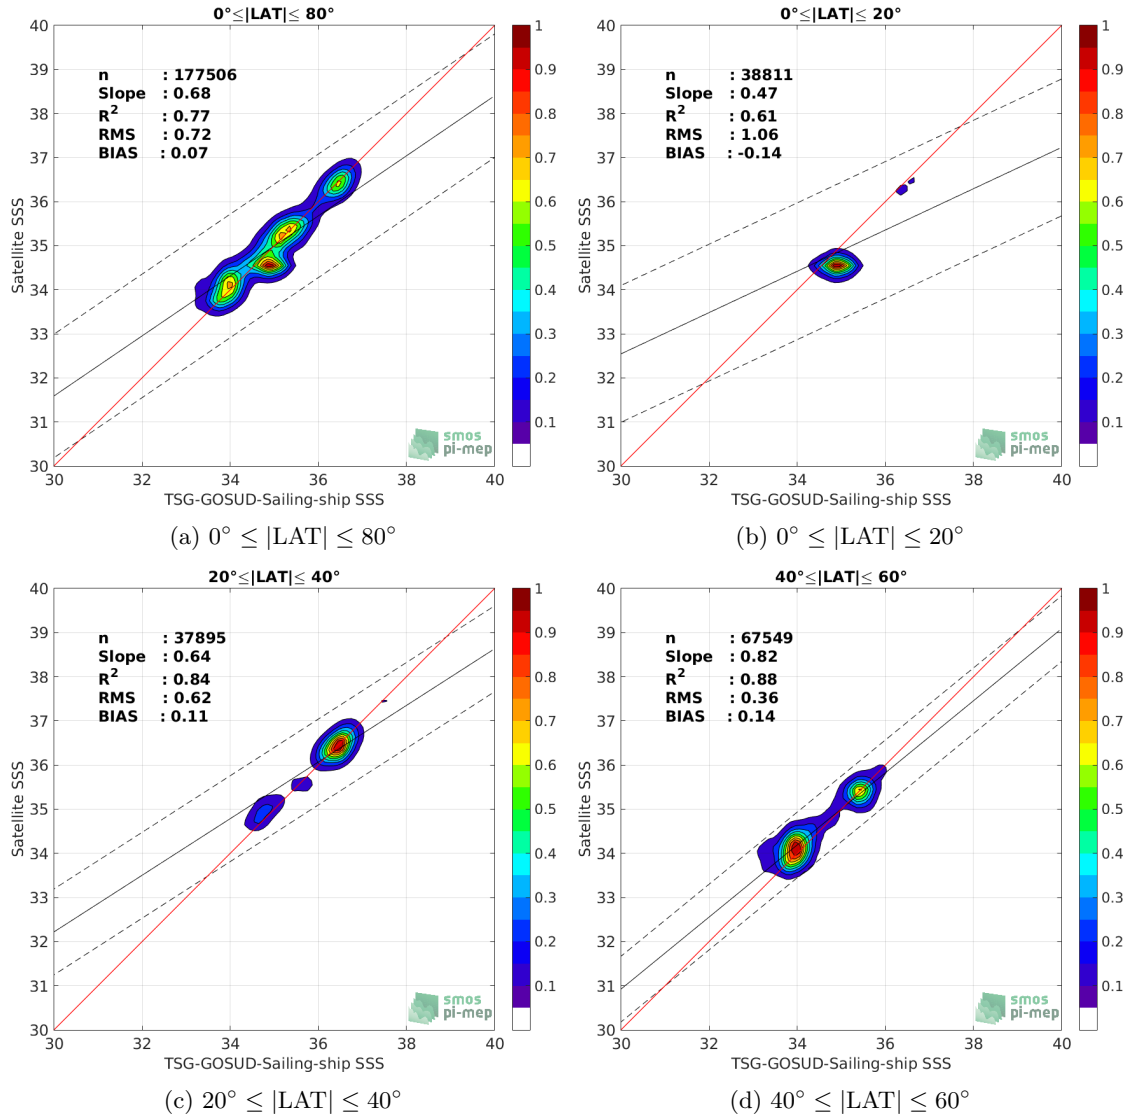 0°≤|LAT|≤ 80°
40
39
38
37
36
35
34
33
32
31
30
Satellite SSS
n : 177506
Slope : 0.68
R² : 0.77
RMS : 0.72
BIAS : 0.07
smos
pi-mep
30 32 34 36 38 40
TSG-GOSUD-Sailing-ship SSS
1
0.9
0.8
0.7
0.6
0.5
0.4
0.3
0.2
0.1
(a) 0° ≤ |LAT| ≤ 80°
0°≤|LAT|≤ 20°
40
39
38
37
36
35
34
33
32
31
30
Satellite SSS
n : 38811
Slope : 0.47
R² : 0.61
RMS : 1.06
BIAS : -0.14
smos
pi-mep
30 32 34 36 38 40
TSG-GOSUD-Sailing-ship SSS
1
0.9
0.8
0.7
0.6
0.5
0.4
0.3
0.2
0.1
(b) 0° ≤ |LAT| ≤ 20°
20°≤|LAT|≤ 40°
40
39
38
37
36
35
34
33
32
31
30
Satellite SSS
n : 37895
Slope : 0.64
R² : 0.84
RMS : 0.62
BIAS : 0.11
smos
pi-mep
30 32 34 36 38 40
TSG-GOSUD-Sailing-ship SSS
1
0.9
0.8
0.7
0.6
0.5
0.4
0.3
0.2
0.1
(c) 20° ≤ |LAT| ≤ 40°
40°≤|LAT|≤ 60°
40
39
38
37
36
35
34
33
32
31
30
Satellite SSS
n : 67549
Slope : 0.82
R² : 0.88
RMS : 0.36
BIAS : 0.14
smos
pi-mep
30 32 34 36 38 40
TSG-GOSUD-Sailing-ship SSS
1
0.9
0.8
0.7
0.6
0.5
0.4
0.3
0.2
0.1
(d) 40° ≤ |LAT| ≤ 60°